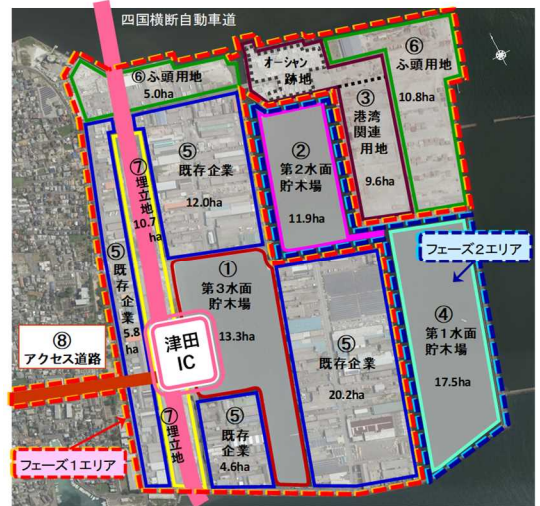 四国横断自動車道
⑥ふ頭用地
5.0ha
オーシャン
跡地
⑥
ふ頭用地
10.8ha
③
港湾
関連
用地
9.6ha
②
第2水面
貯木場
11.9ha
⑤
既存企業
12.0ha
⑦
埋立地
10.7
ha
⑤
既存企業
5.8
ha
①
第3水面
貯木場
13.3ha
フェーズ2エリア
④
第1水面
貯木場
17.5ha
⑧
アクセス道路
津田
IC
⑤
既存企業
20.2ha
⑦
埋立地
⑤
既存
企業
4.6ha
フェーズ1エリア